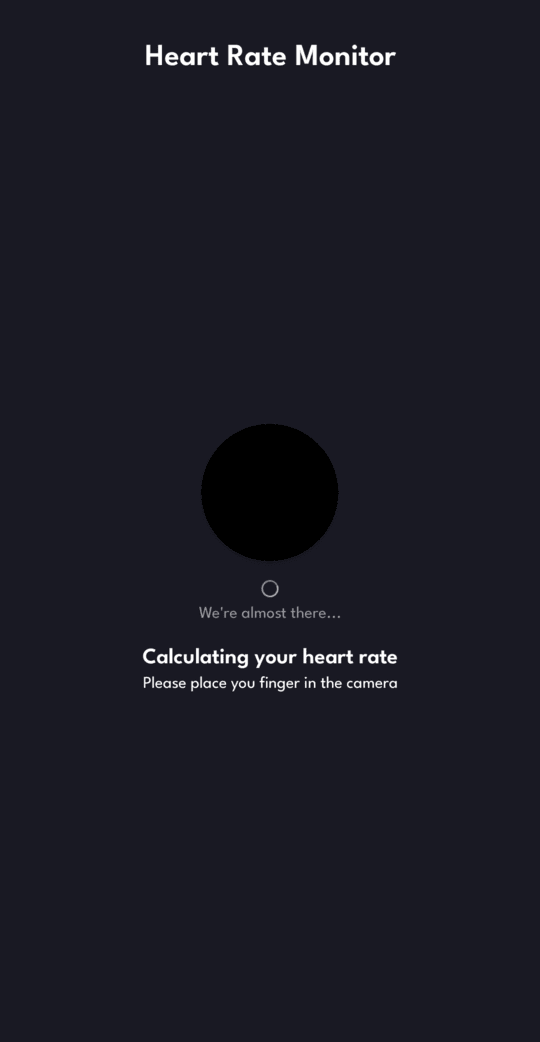 Heart Rate Monitor
We're almost there...
Calculating your heart rate
Please place you finger in the camera